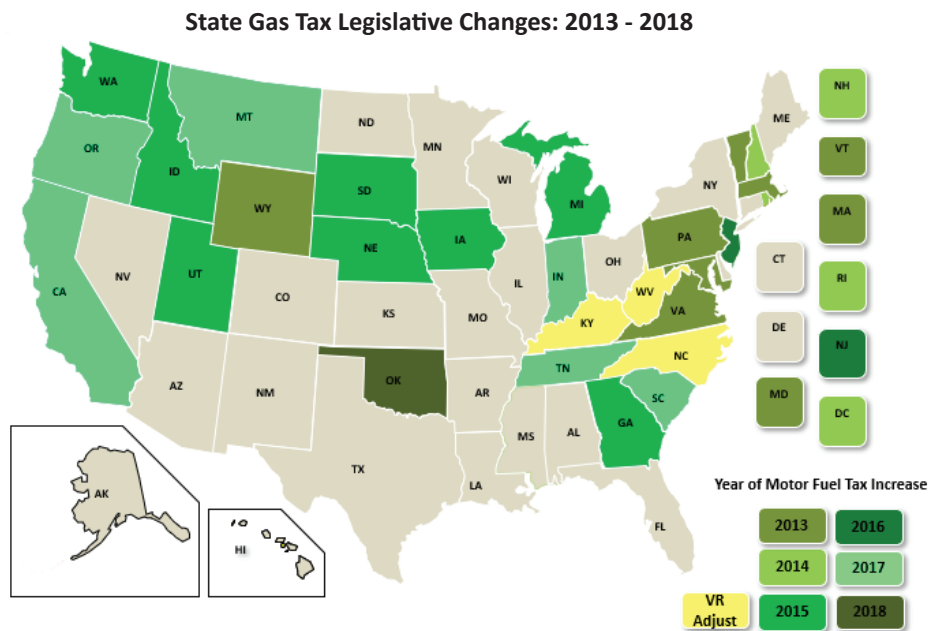 State Gas Tax Legislative Changes: 2013 - 2018
WA
MT
ND
MN
ME
NH
OR
ID
SD
WI
MI
NY
VT
WY
MA
NE
IA
PA
NV
UT
CO
IL
IN
OH
CT
RI
CA
KS
MO
KY
WV
VA
DE
NJ
AZ
NM
OK
AR
TN
NC
SC
MD
DC
MS
AL
GA
TX
LA
FL
AK
HI
Year of Motor Fuel Tax Increase
2013
2016
2014
2017
VR
Adjust
2015
2018